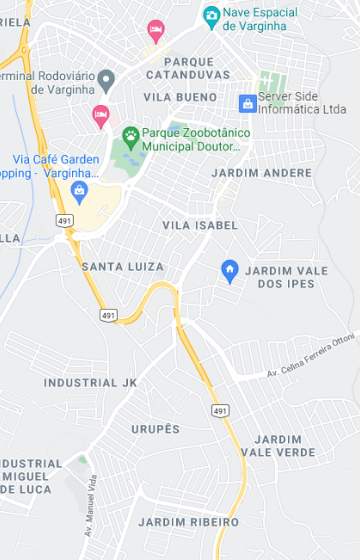 RIELA
Nave Espacial
de Varginha
PARQUE
CATANDUVAS
erminal Rodoviário
de Varginha
VILA BUENO
Server Side
Informática Ltda
Parque Zoobotânico
Municipal Doutor...
Via Café Garden
opping - Varginha...
JARDIM ANDERE
491
VILA ISABEL
LLA
SANTA LUIZA
JARDIM VALE
DOS IPES
491
Av. Celina Ferreira Ottoni
INDUSTRIAL JK
491
URUPÊS
JARDIM
VALE VERDE
NDUSTRIAL
MIGUEL
DE LUCA
Av. Manuel Vida
JARDIM RIBEIRO